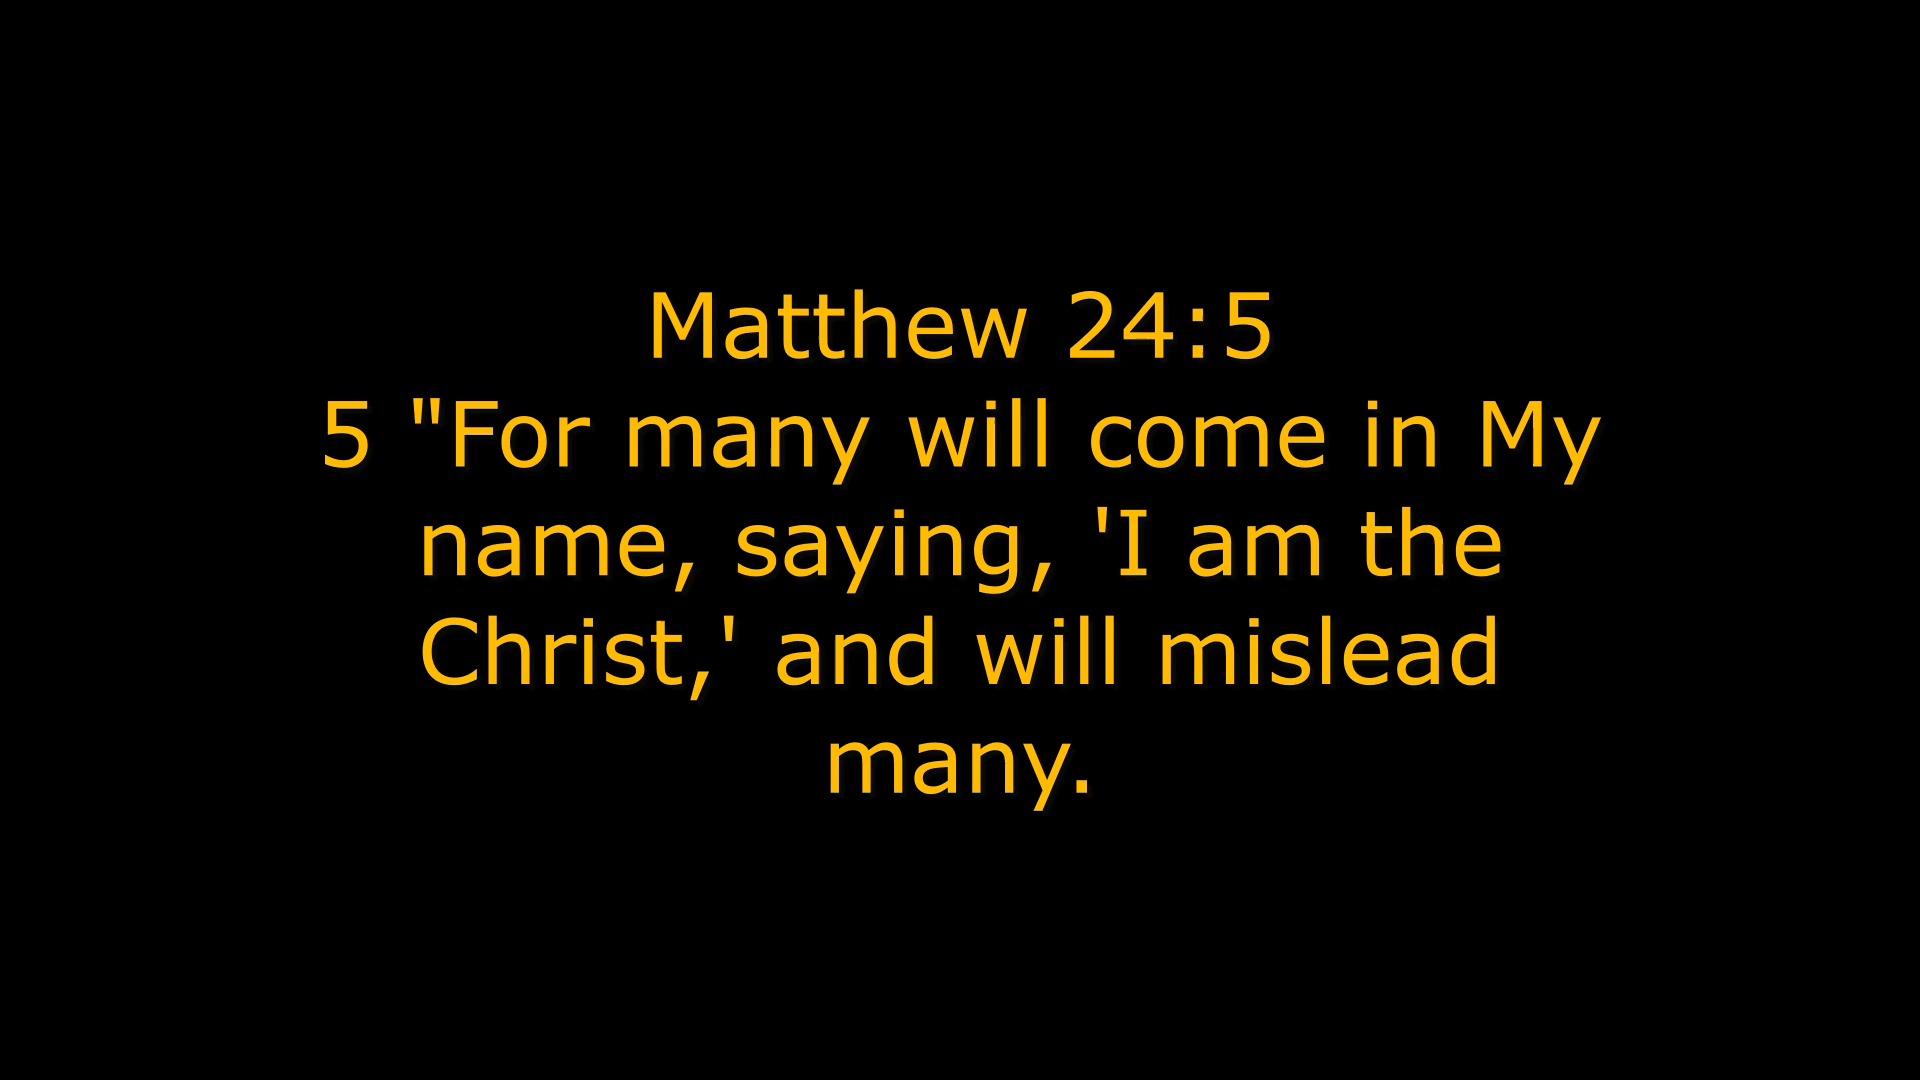 Matthew 24:5
5 "For many will come in My
name, saying, 'I am the
Christ,' and will mislead
many.